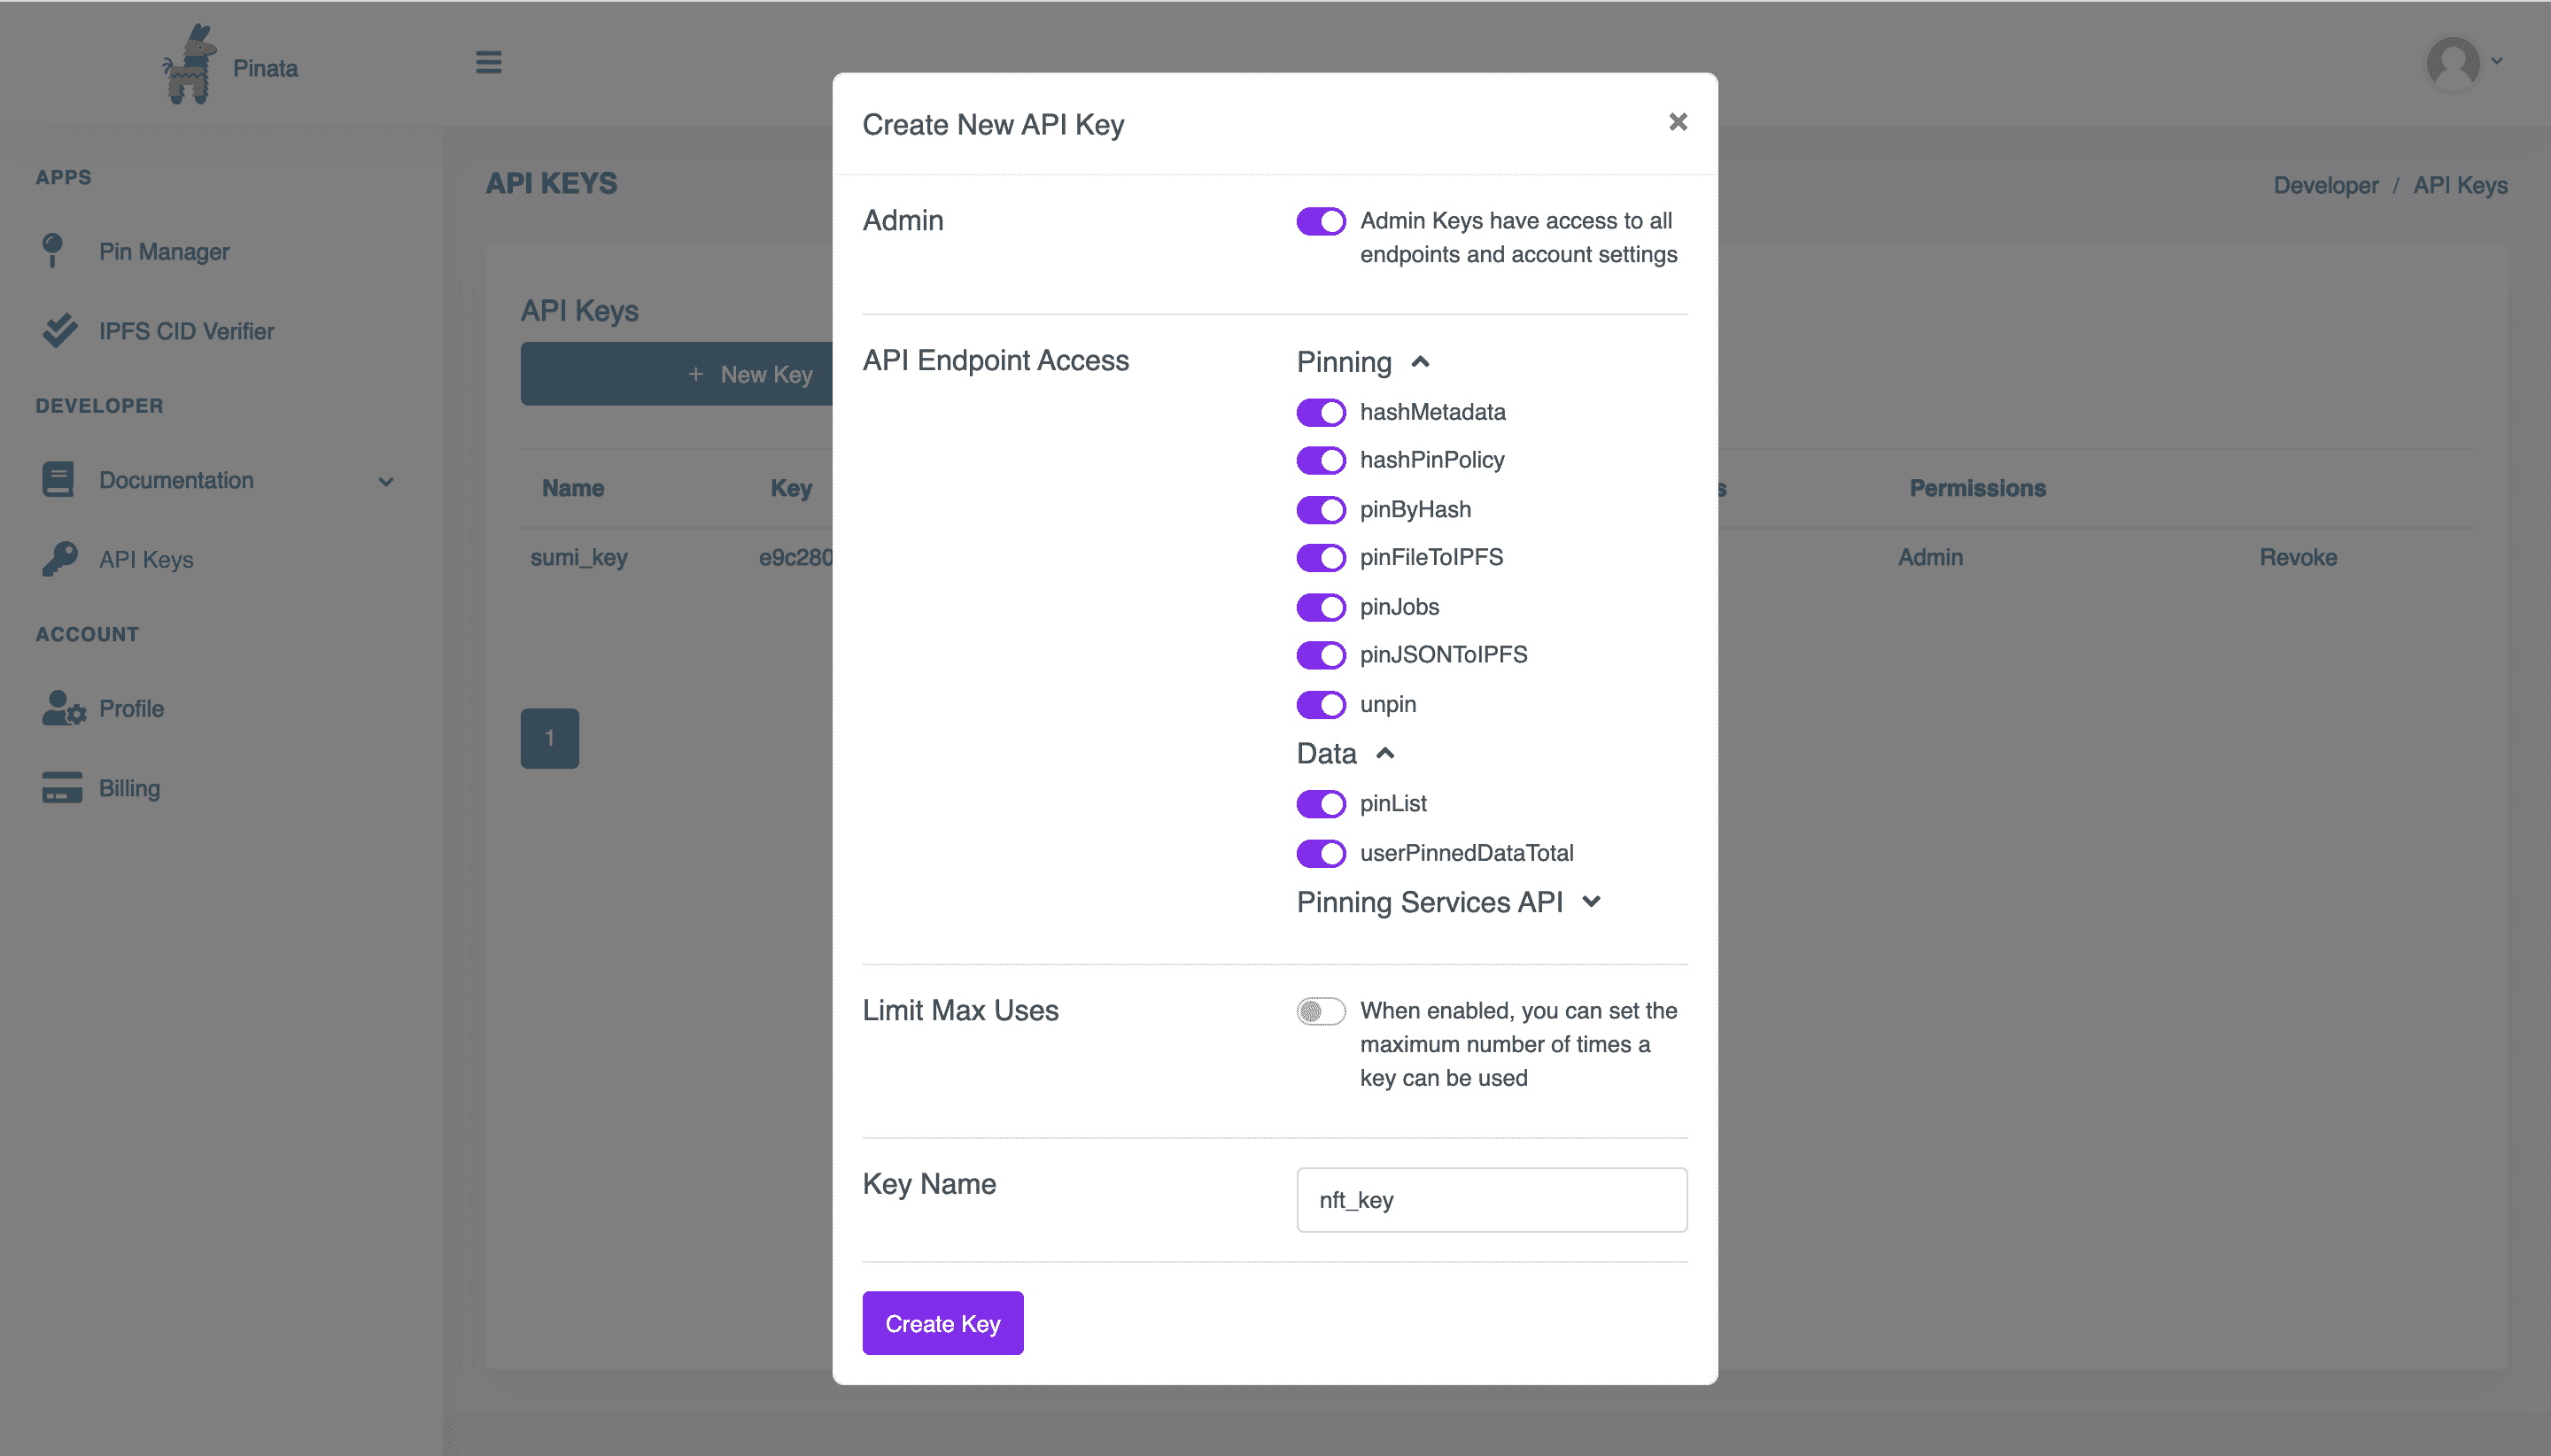 Pinata
APPS
Pin Manager
IPFS CID Verifier
DEVELOPER
Documentation
API Keys
ACCOUNT
Profile
Billing
API KEYS
Developer / API Keys
API Keys
+ New Key
Name Key s Permissions
sumi_key e9c280 Admin Revoke
1
Create New API Key
Admin
Admin Keys have access to all
endpoints and account settings
API Endpoint Access
Pinning
hashMetadata
hashPinPolicy
pinByHash
pinFileToIPFS
pinJobs
pinJSONToIPFS
unpin
Data
pinList
userPinnedDataTotal
Pinning Services API
Limit Max Uses
When enabled, you can set the
maximum number of times a
key can be used
Key Name
nft_key
Create Key